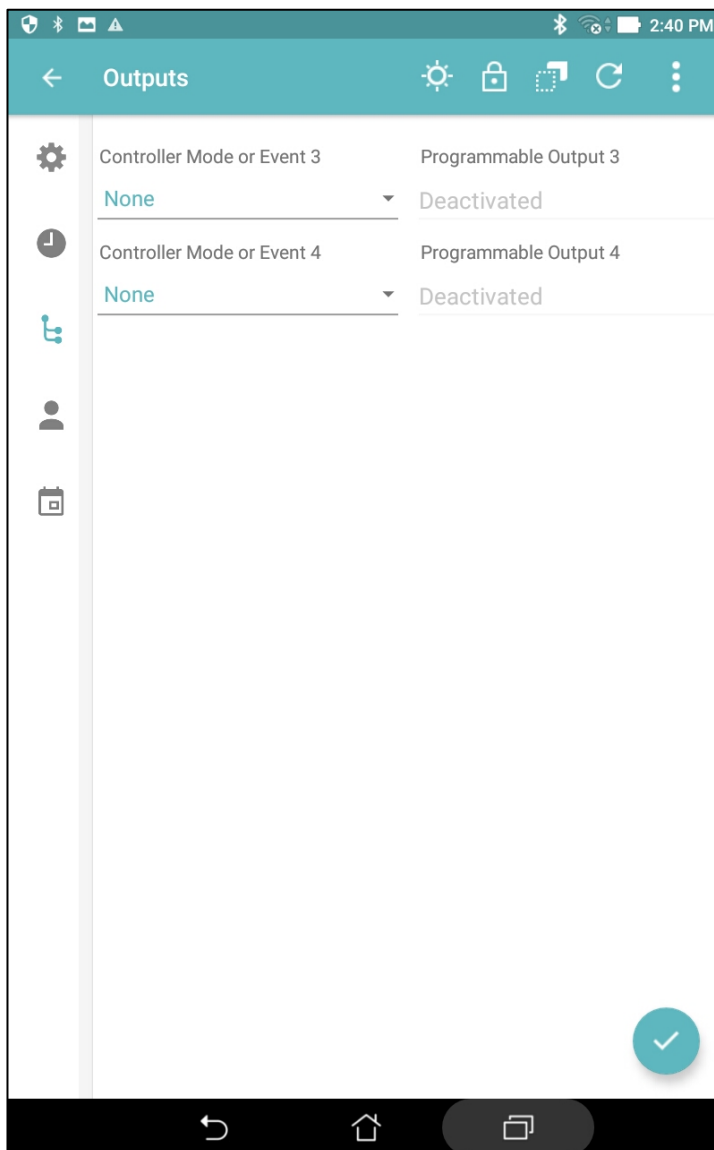 2:40 PM
Outputs
Controller Mode or Event 3 Programmable Output 3
None Deactivated
Controller Mode or Event 4 Programmable Output 4
None Deactivated